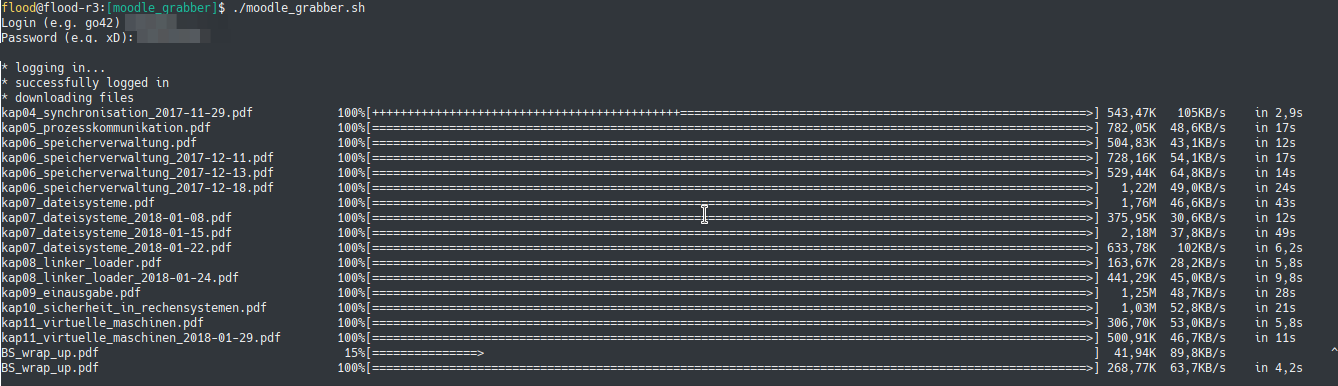 flood@flood-r3:[moodle_grabber]$ ./moodle_grabber.sh
Login (e.g. go42)
Password (e.g. xD):
* logging in...
* successfully logged in
* downloading files
kap04_synchronisation_2017-11-29.pdf 100%[+++++++++++++++++++++++++++++++++++++++++++==========================================================>] 543,47K 105KB/s in 2,9s
kap05_prozesskommunikation.pdf 100%[=====================================================================================================>] 782,05K 48,6KB/s in 17s
kap06_speicherverwaltung.pdf 100%[=====================================================================================================>] 504,83K 43,1KB/s in 12s
kap06_speicherverwaltung_2017-12-11.pdf 100%[=====================================================================================================>] 728,16K 54,1KB/s in 17s
kap06_speicherverwaltung_2017-12-13.pdf 100%[=====================================================================================================>] 529,44K 64,8KB/s in 14s
kap06_speicherverwaltung_2017-12-18.pdf 100%[=====================================================================================================>] 1,22M 49,0KB/s in 24s
kap07_dateisysteme.pdf 100%[=====================================================================================================>] 1,76M 46,6KB/s in 43s
kap07_dateisysteme_2018-01-08.pdf 100%[=====================================================================================================>] 375,95K 30,6KB/s in 12s
kap07_dateisysteme_2018-01-15.pdf 100%[=====================================================================================================>] 2,18M 37,8KB/s in 49s
kap07_dateisysteme_2018-01-22.pdf 100%[=====================================================================================================>] 633,78K 102KB/s in 6,2s
kap08_linker_loader.pdf 100%[=====================================================================================================>] 163,67K 28,2KB/s in 5,8s
kap08_linker_loader_2018-01-24.pdf 100%[=====================================================================================================>] 441,29K 45,0KB/s in 9,8s
kap09_einausgabe.pdf 100%[=====================================================================================================>] 1,25M 48,7KB/s in 28s
kap10_sicherheit_in_rechensystemen.pdf 100%[=====================================================================================================>] 1,03M 52,8KB/s in 21s
kap11_virtuelle_maschinen.pdf 100%[=====================================================================================================>] 306,70K 53,0KB/s in 5,8s
kap11_virtuelle_maschinen_2018-01-29.pdf 100%[=====================================================================================================>] 500,91K 46,7KB/s in 11s
BS_wrap_up.pdf 15%[===============> ] 41,94K 89,8KB/s ^
BS_wrap_up.pdf 100%[=====================================================================================================>] 268,77K 63,7KB/s in 4,2s